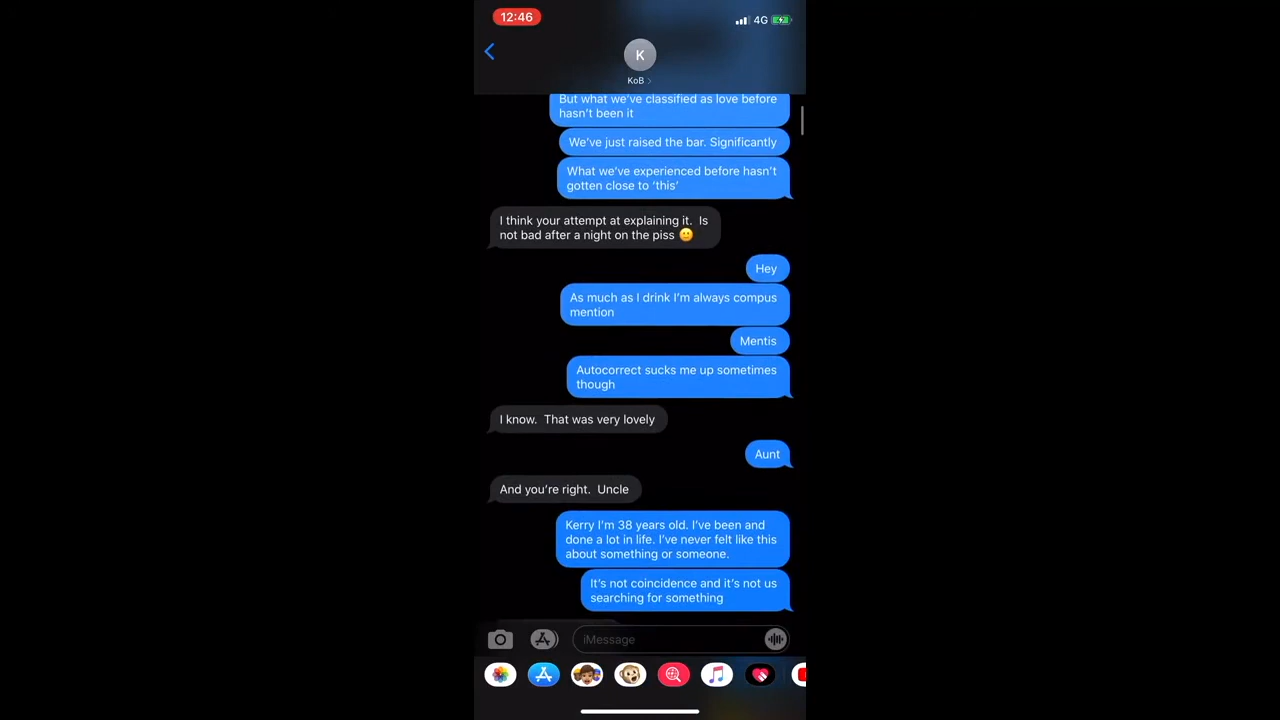 12:46
4G
K
KoB
But what we've classified as love before
hasn't been it
We've just raised the bar. Significantly
What we've experienced before hasn't
gotten close to ‘this’
I think your attempt at explaining it.  Is
not bad after a night on the piss 🙂
Hey
As much as I drink I'm always compus
mention
Mentis
Autocorrect sucks me up sometimes
though
I know.  That was very lovely
Aunt
And you're right.  Uncle
Kerry I'm 38 years old. I've been and
done a lot in life. I've never felt like this
about something or someone.
It's not coincidence and it's not us
searching for something
iMessage